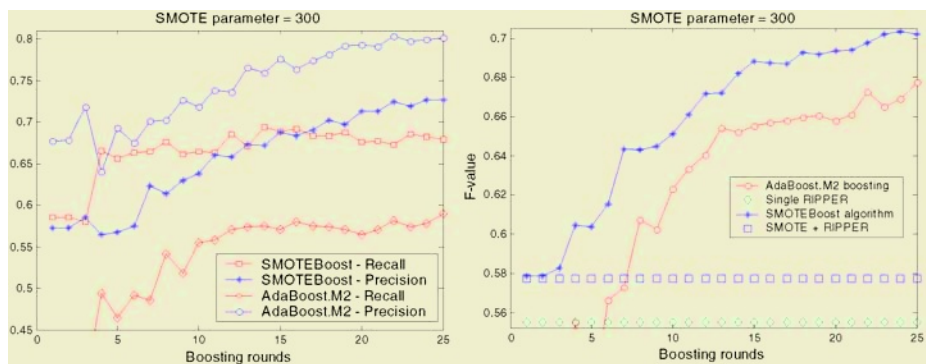 SMOTE parameter = 300
0.8
0.75
0.7
0.65
0.6
0.55
0.5
0.45
SMOTEBoost - Recall
SMOTEBoost - Precision
AdaBoost.M2 - Recall
AdaBoost.M2 - Precision
0 5 10 15 20 25
Boosting rounds
SMOTE parameter = 300
F-value
0.7
0.68
0.66
0.64
0.62
0.6
0.58
0.56
AdaBoost.M2 boosting
Single RIPPER
SMOTEBoost algorithm
SMOTE + RIPPER
0 5 10 15 20 25
Boosting rounds